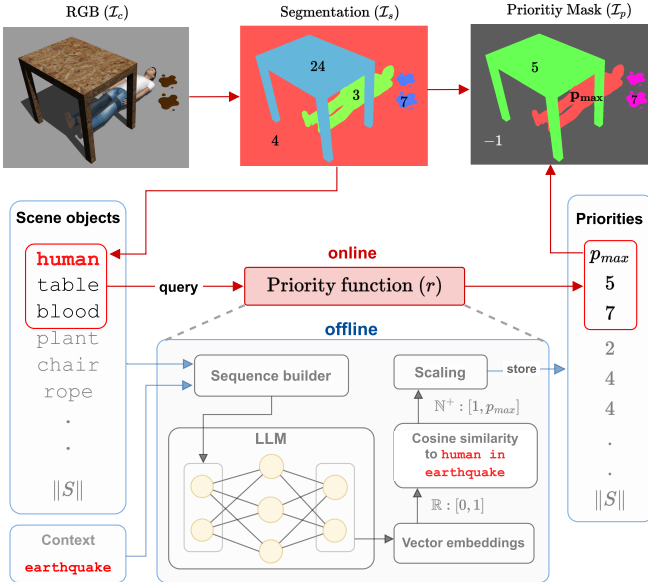 RGB (𝓘c)
Segmentation (𝓘s)
Prioritiy Mask (𝓘p)
24
3
7
4
5
pmax
7
−1
Scene objects
human
table
blood
plant
chair
rope
.
.
‖S‖
Context
earthquake
query
online
Priority function (r)
offline
Sequence builder
LLM
Scaling
store
ℕ+ : [1, pmax]
Cosine similarity
to human in
earthquake
ℝ : [0, 1]
Vector embeddings
Priorities
pmax
5
7
2
4
4
.
.
‖S‖